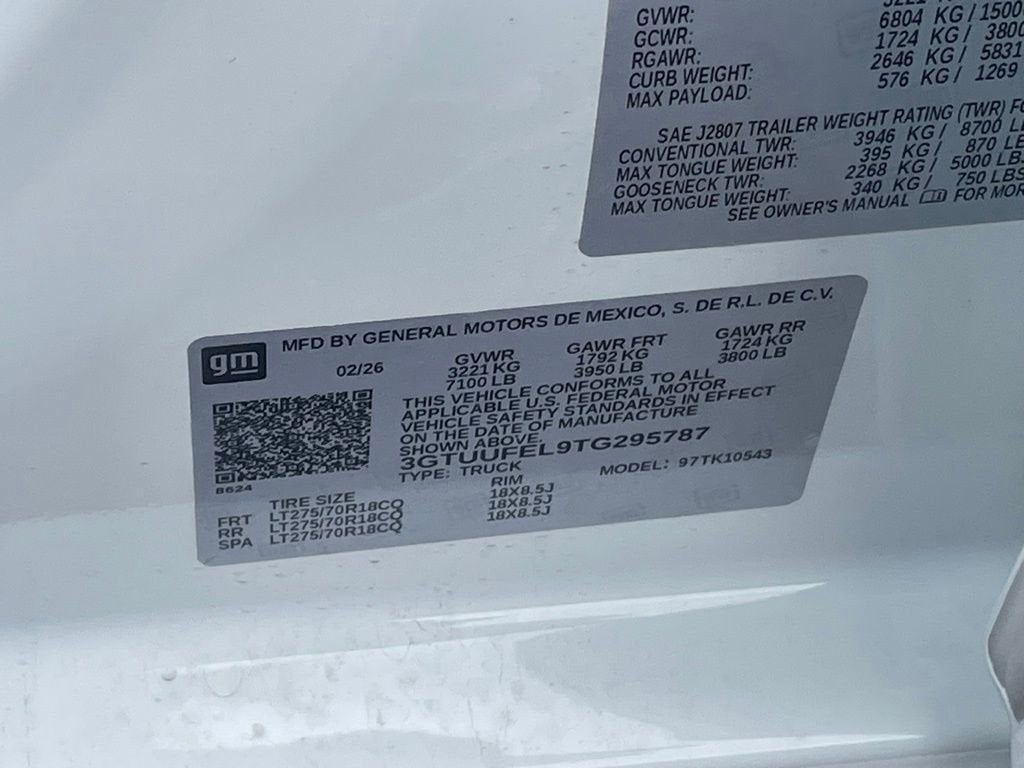 GVWR:
GCWR: 6804 KG/1500
RGAWR: 1724 KG/ 3800
CURB WEIGHT: 2646 KG/ 5831
MAX PAYLOAD: 576 KG/ 1269
SAE J2807 TRAILER WEIGHT RATING (TWR)
CONVENTIONAL TWR: 3946 KG/ 8700
MAX TONGUE WEIGHT: 395 KG/ 870
GOOSENECK TWR: 2268 KG/ 5000 LBS
MAX TONGUE WEIGHT: 340 KG/ 750 LBS
SEE OWNER'S MANUAL FOR
gm
MFD BY GENERAL MOTORS DE MEXICO, S. DE R.L. DE C.V.
02/26 GVWR GAWR FRT GAWR RR
3221 KG 1792 KG 1724 KG
7100 LB 3950 LB 3800 LB
THIS VEHICLE CONFORMS TO ALL
APPLICABLE U.S. FEDERAL MOTOR
VEHICLE SAFETY STANDARDS IN EFFECT
ON THE DATE OF MANUFACTURE
SHOWN ABOVE.
3GTUUFEL9TG295787
TYPE: TRUCK MODEL: 97TK10543
B624
TIRE SIZE RIM
FRT LT275/70R18CQ 18X8.5J
RR LT275/70R18CQ 18X8.5J
SPA LT275/70R18CQ 18X8.5J